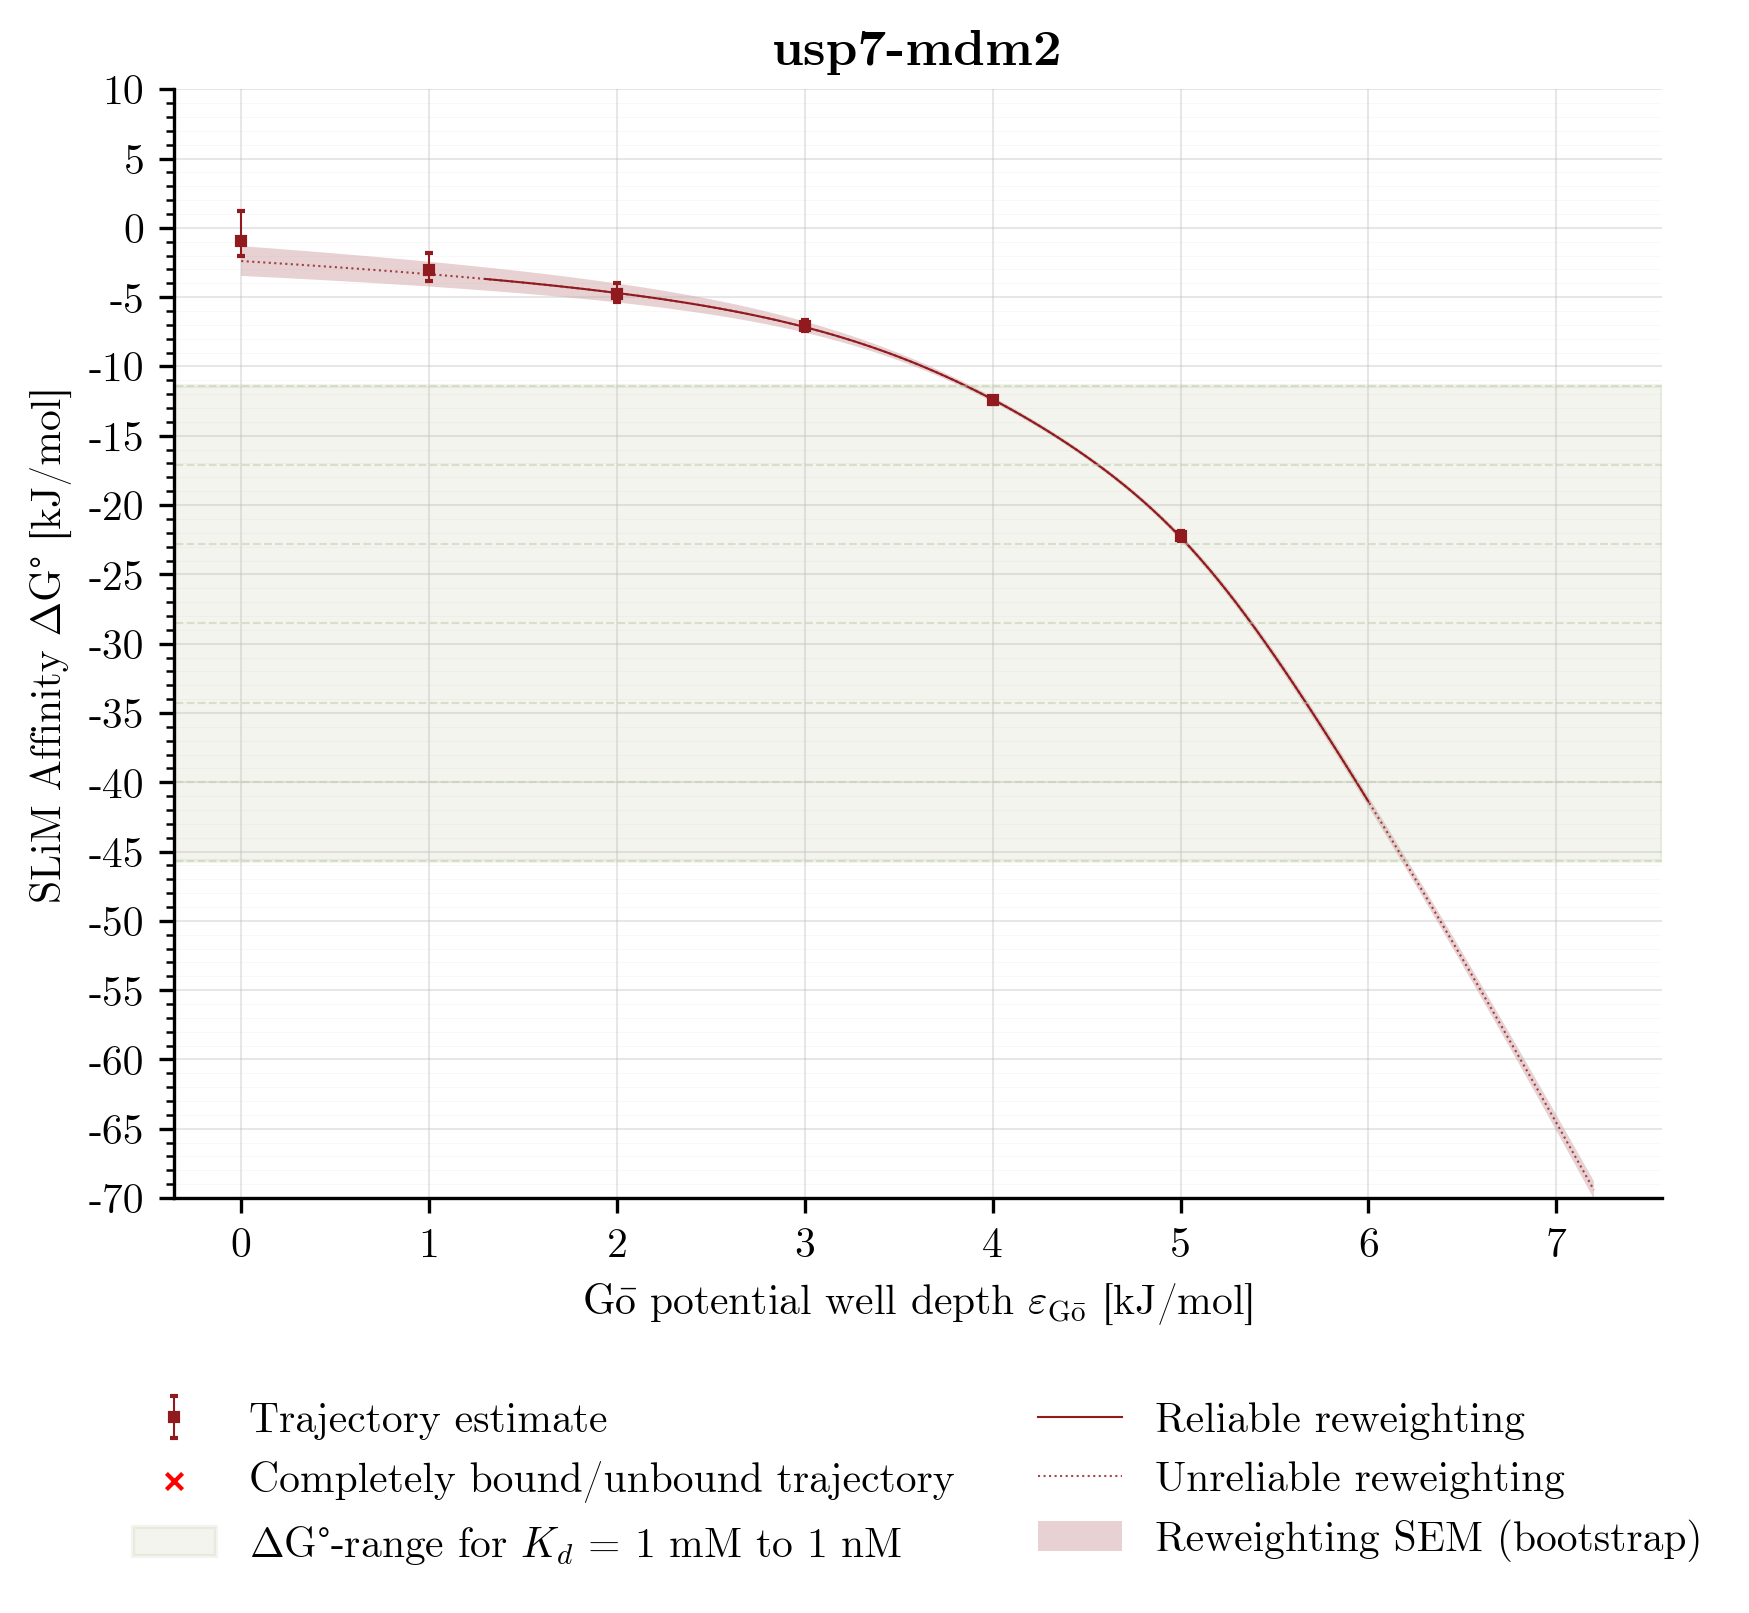 usp7-mdm2
10
5
0
-5
-10
-15
-20
-25
-30
-35
-40
-45
-50
-55
-60
-65
-70
SLiM Affinity ΔG° [kJ/mol]
0 1 2 3 4 5 6 7
Gō potential well depth ε_Gō [kJ/mol]
Trajectory estimate
Completely bound/unbound trajectory
ΔG°-range for K_d = 1 mM to 1 nM
Reliable reweighting
Unreliable reweighting
Reweighting SEM (bootstrap)